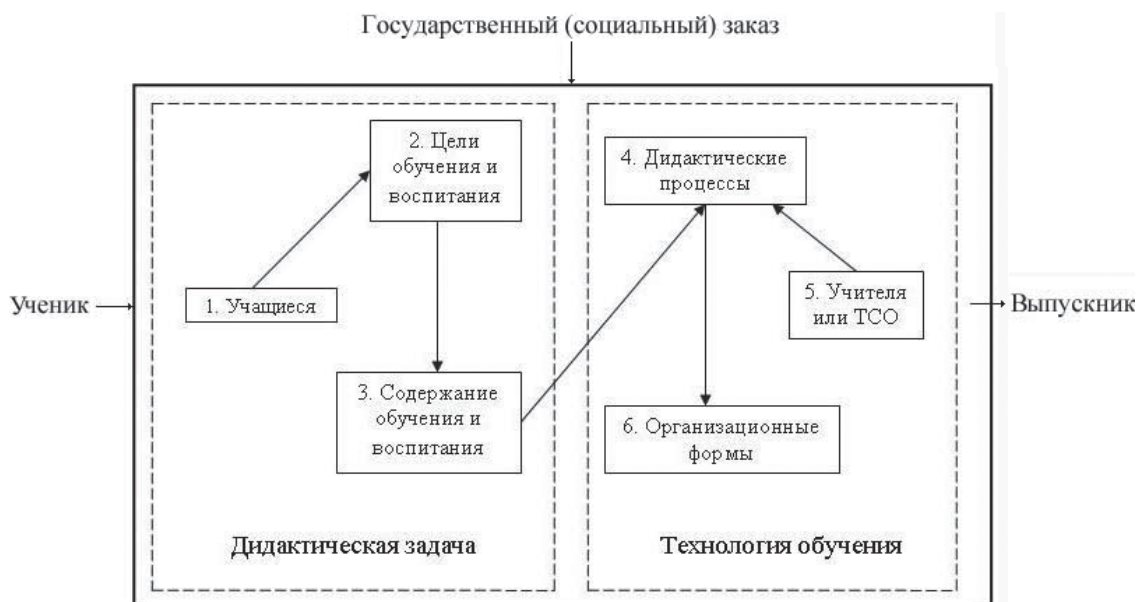 Государственный (социальный) заказ
2. Цели
обучения и
воспитания
4. Дидактические
процессы
Ученик
1. Учащиеся
5. Учителя
или ТСО
Выпускник
3. Содержание
обучения и
воспитания
6. Организационные
формы
Дидактическая задача
Технология обучения